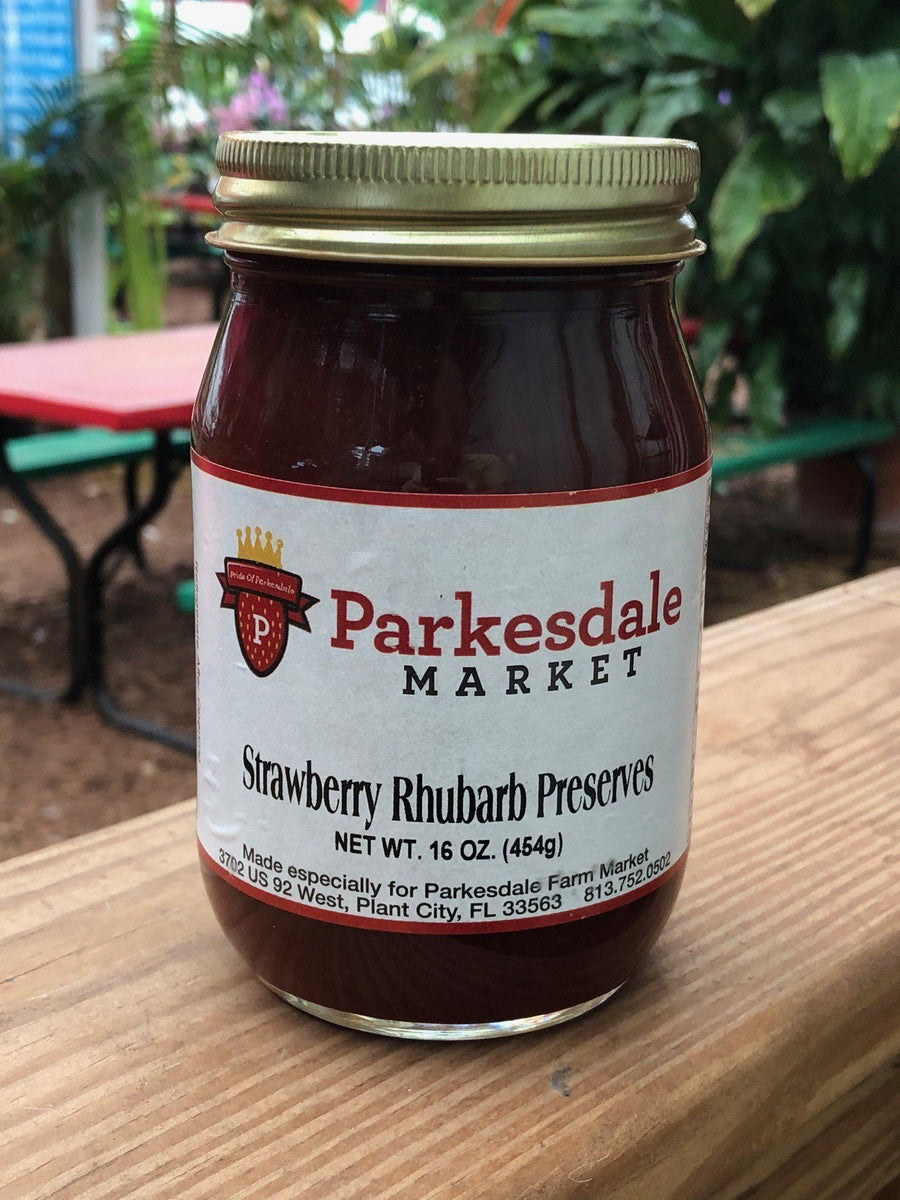 Pride Of Parkesdale
P
Parkesdale
MARKET
Strawberry Rhubarb Preserves
NET WT. 16 OZ. (454g)
Made especially for Parkesdale Farm Market
3702 US 92 West, Plant City, FL 33563 813.752.0502